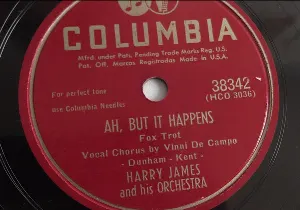 COLUMBIA
Mfrd. under Pats. Pending Trade Marks Reg. U.S.
Pat. Off. Marcas Registradas Made in U.S.A.
For perfect tone
use Columbia Needles
38342
(HCO 3036)
AH, BUT IT HAPPENS
Fox Trot
Vocal Chorus by Vinni De Campo
- Dunham - Kent -
HARRY JAMES
and his ORCHESTRA